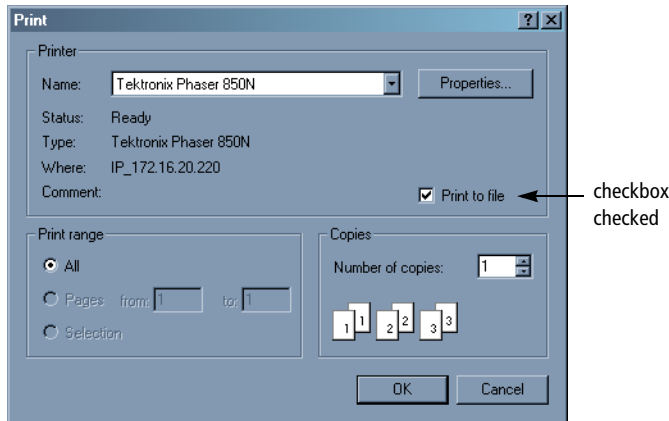 Print
Printer
Name: Tektronix Phaser 850N Properties...
Status: Ready
Type: Tektronix Phaser 850N
Where: IP_172.16.20.220
Comment:
Print to file
checkbox
checked
Print range
All
Pages from: 1 to: 1
Selection
Copies
Number of copies: 1
1 1 2 2 3 3
OK Cancel